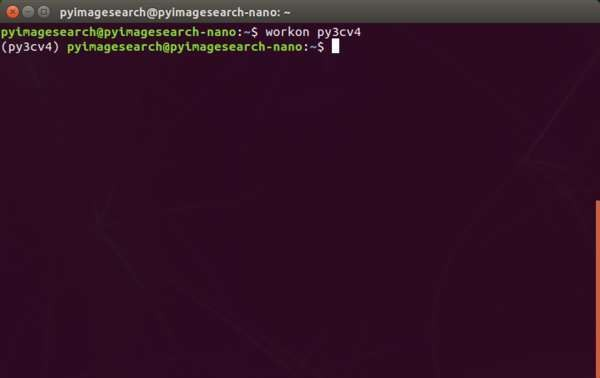 pyimagesearch@pyimagesearch-nano: ~
pyimagesearch@pyimagesearch-nano:~$ workon py3cv4
(py3cv4) pyimagesearch@pyimagesearch-nano:~$